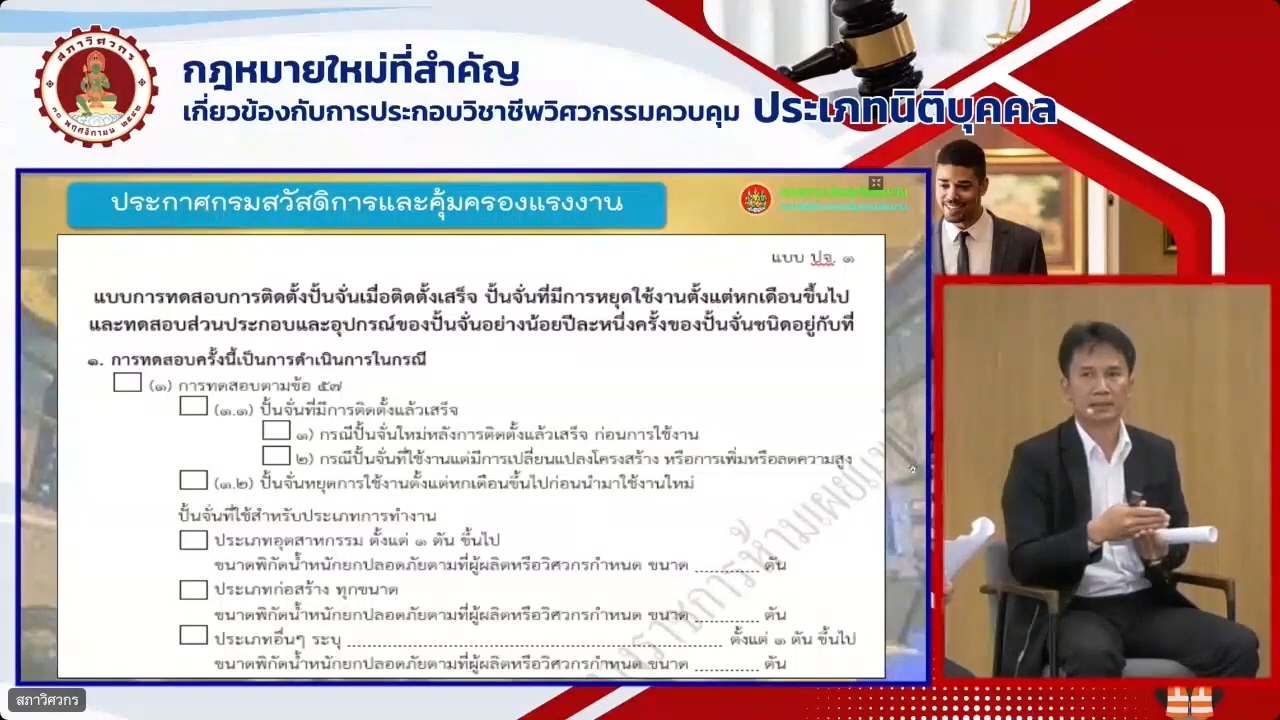 สภาวิศวกร
๓๐ พฤศจิกายน ๒๕๔๒
กฎหมายใหม่ที่สำคัญ
เกี่ยวข้องกับการประกอบวิชาชีพวิศวกรรมควบคุม ประเภทนิติบุคคล
ประกาศกรมสวัสดิการและคุ้มครองแรงงาน
แบบ ปจ. ๑
แบบการทดสอบการติดตั้งปั้นจั่นเมื่อติดตั้งเสร็จ ปั้นจั่นที่มีการหยุดใช้งานตั้งแต่หกเดือนขึ้นไป
และทดสอบส่วนประกอบและอุปกรณ์ของปั้นจั่นอย่างน้อยปีละหนึ่งครั้งของปั้นจั่นชนิดอยู่กับที่
๑. การทดสอบครั้งนี้เป็นการดำเนินการในกรณี
(๑) การทดสอบตามข้อ ๕๗
(๑.๑) ปั้นจั่นที่มีการติดตั้งแล้วเสร็จ
๑) กรณีปั้นจั่นใหม่หลังการติดตั้งแล้วเสร็จ ก่อนการใช้งาน
๒) กรณีปั้นจั่นที่ใช้งานแต่มีการเปลี่ยนแปลงโครงสร้าง หรือการเพิ่มหรือลดความสูง
(๑.๒) ปั้นจั่นหยุดการใช้งานตั้งแต่หกเดือนขึ้นไปก่อนนำมาใช้งานใหม่
ปั้นจั่นที่ใช้สำหรับประเภทการทำงาน
ประเภทอุตสาหกรรม ตั้งแต่ ๑ ตัน ขึ้นไป
ขนาดพิกัดน้ำหนักยกปลอดภัยตามที่ผู้ผลิตหรือวิศวกรกำหนด ขนาด ........... ตัน
ประเภทก่อสร้าง ทุกขนาด
ขนาดพิกัดน้ำหนักยกปลอดภัยตามที่ผู้ผลิตหรือวิศวกรกำหนด ขนาด ........... ตัน
ประเภทอื่นๆ ระบุ ................................................................ ตั้งแต่ ๑ ตัน ขึ้นไป
ขนาดพิกัดน้ำหนักยกปลอดภัยตามที่ผู้ผลิตหรือวิศวกรกำหนด ขนาด ........... ตัน
สภาวิศวกร